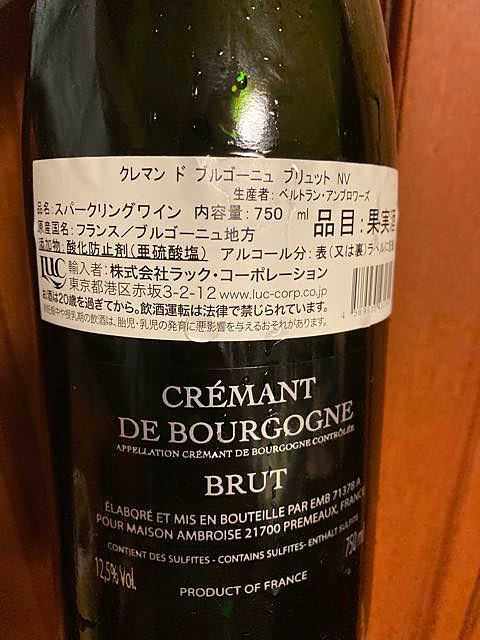 クレマン ド ブルゴーニュ ブリュット NV
生産者：ベルトラン・アンブロワーズ
品名：スパークリングワイン 内容量：750 ml
品目：果実酒
原産国名：フランス／ブルゴーニュ地方
添加物：酸化防止剤（亜硫酸塩） アルコール分：表（又は裏）ラベルに
LUC 輸入者：株式会社ラック・コーポレーション
東京都港区赤坂3-2-12 www.luc-corp.co.jp
お酒は20歳を過ぎてから。飲酒運転は法律で禁じられています。
妊娠中や授乳期の飲酒は、胎児・乳児の発育に悪影響を与えるおそれがあります。
CRÉMANT
DE BOURGOGNE
APPELLATION CRÉMANT DE BOURGOGNE CONTRÔLÉE
BRUT
ÉLABORÉ ET MIS EN BOUTEILLE PAR EMB 71378 A
POUR MAISON AMBROISE 21700 PREMEAUX, FRANCE
CONTIENT DES SULFITES - CONTAINS SULFITES- ENTHÄLT SULFITE
12,5% Vol. 750 ml
PRODUCT OF FRANCE